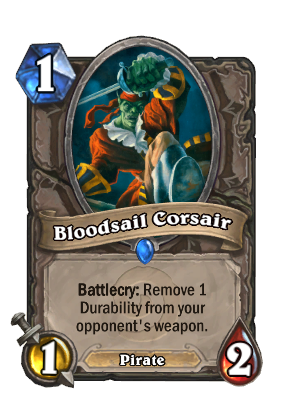 1
Bloodsail Corsair
Battlecry: Remove 1
Durability from your
opponent's weapon.
1
Pirate
2